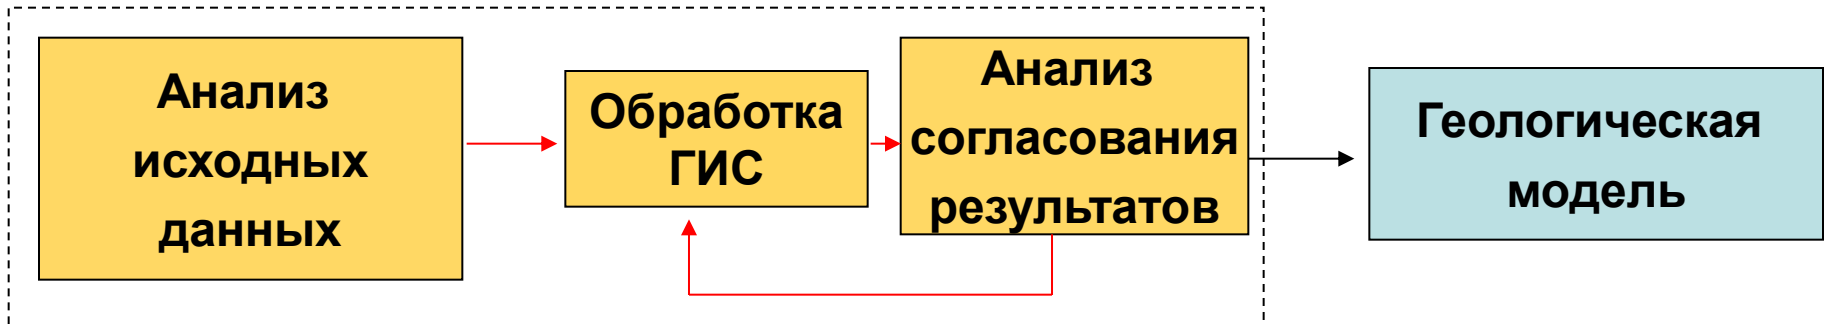 Анализ
исходных
данных
Обработка
ГИС
Анализ
согласования
результатов
Геологическая
модель